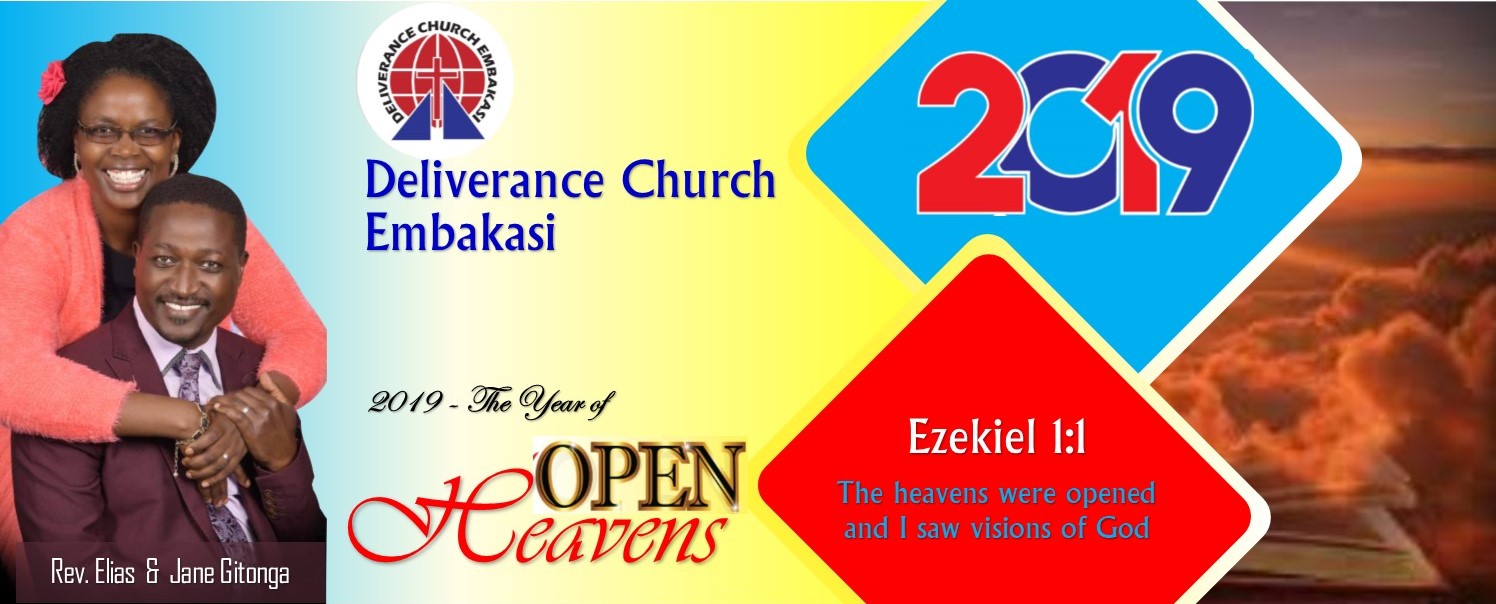 DELIVERANCE CHURCH EMBAKASI
Deliverance Church
Embakasi
2019
2019 - The Year of
OPEN
Heavens
Ezekiel 1:1
The heavens were opened
and I saw visions of God
Rev. Elias & Jane Gitonga